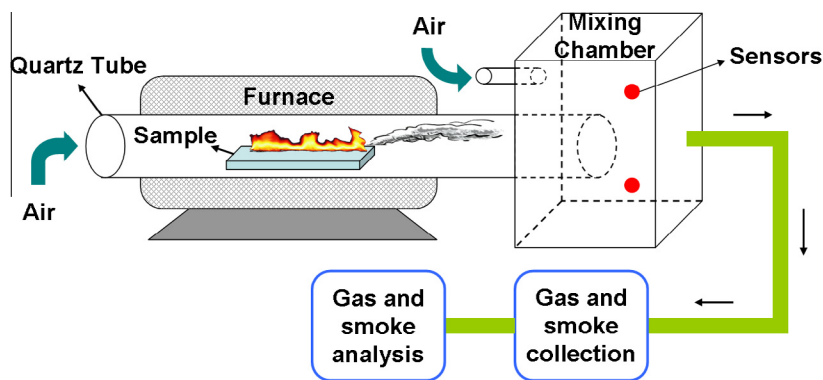 Mixing
Chamber
Air
Sensors
Quartz Tube
Furnace
Sample
Air
Gas and
smoke
analysis
Gas and
smoke
collection